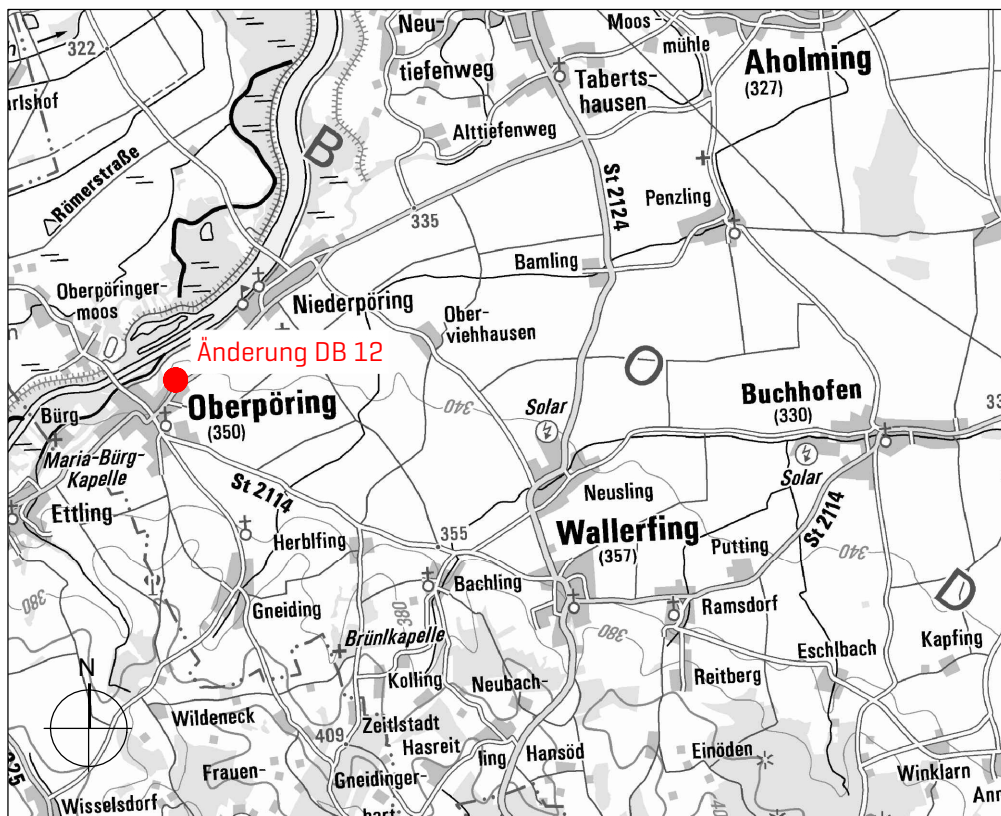 322
Neu-
tiefenweg
Moos-
mühle
Taberts-
hausen
Aholming
(327)
Alttiefenweg
B
Römerstraße
335
St 2124
Penzling
Bamling
Oberpöringer-
moos
Niederpöring
Ober-
viehhausen
Änderung DB 12
O
Oberpöring
(350)
340
Solar
Buchhofen
(330)
Bürg
Maria-Bürg-
Kapelle
St 2114
Neusling
Solar
Ettling
Wallerfing
(357)
Herblfing
355
Putting
St 2114
340
Bachling
380
380
Gneiding
380
Ramsdorf
D
Brünlkapelle
Eschlbach
Kapfing
N
Kolling
Neubach-
ling
Reitberg
Wildeneck
409
Zeitlstadt
Hasreit
Hansöd
Einöden
Frauen-
Gneidinger-
hart
Winklarn
Wisselsdorf